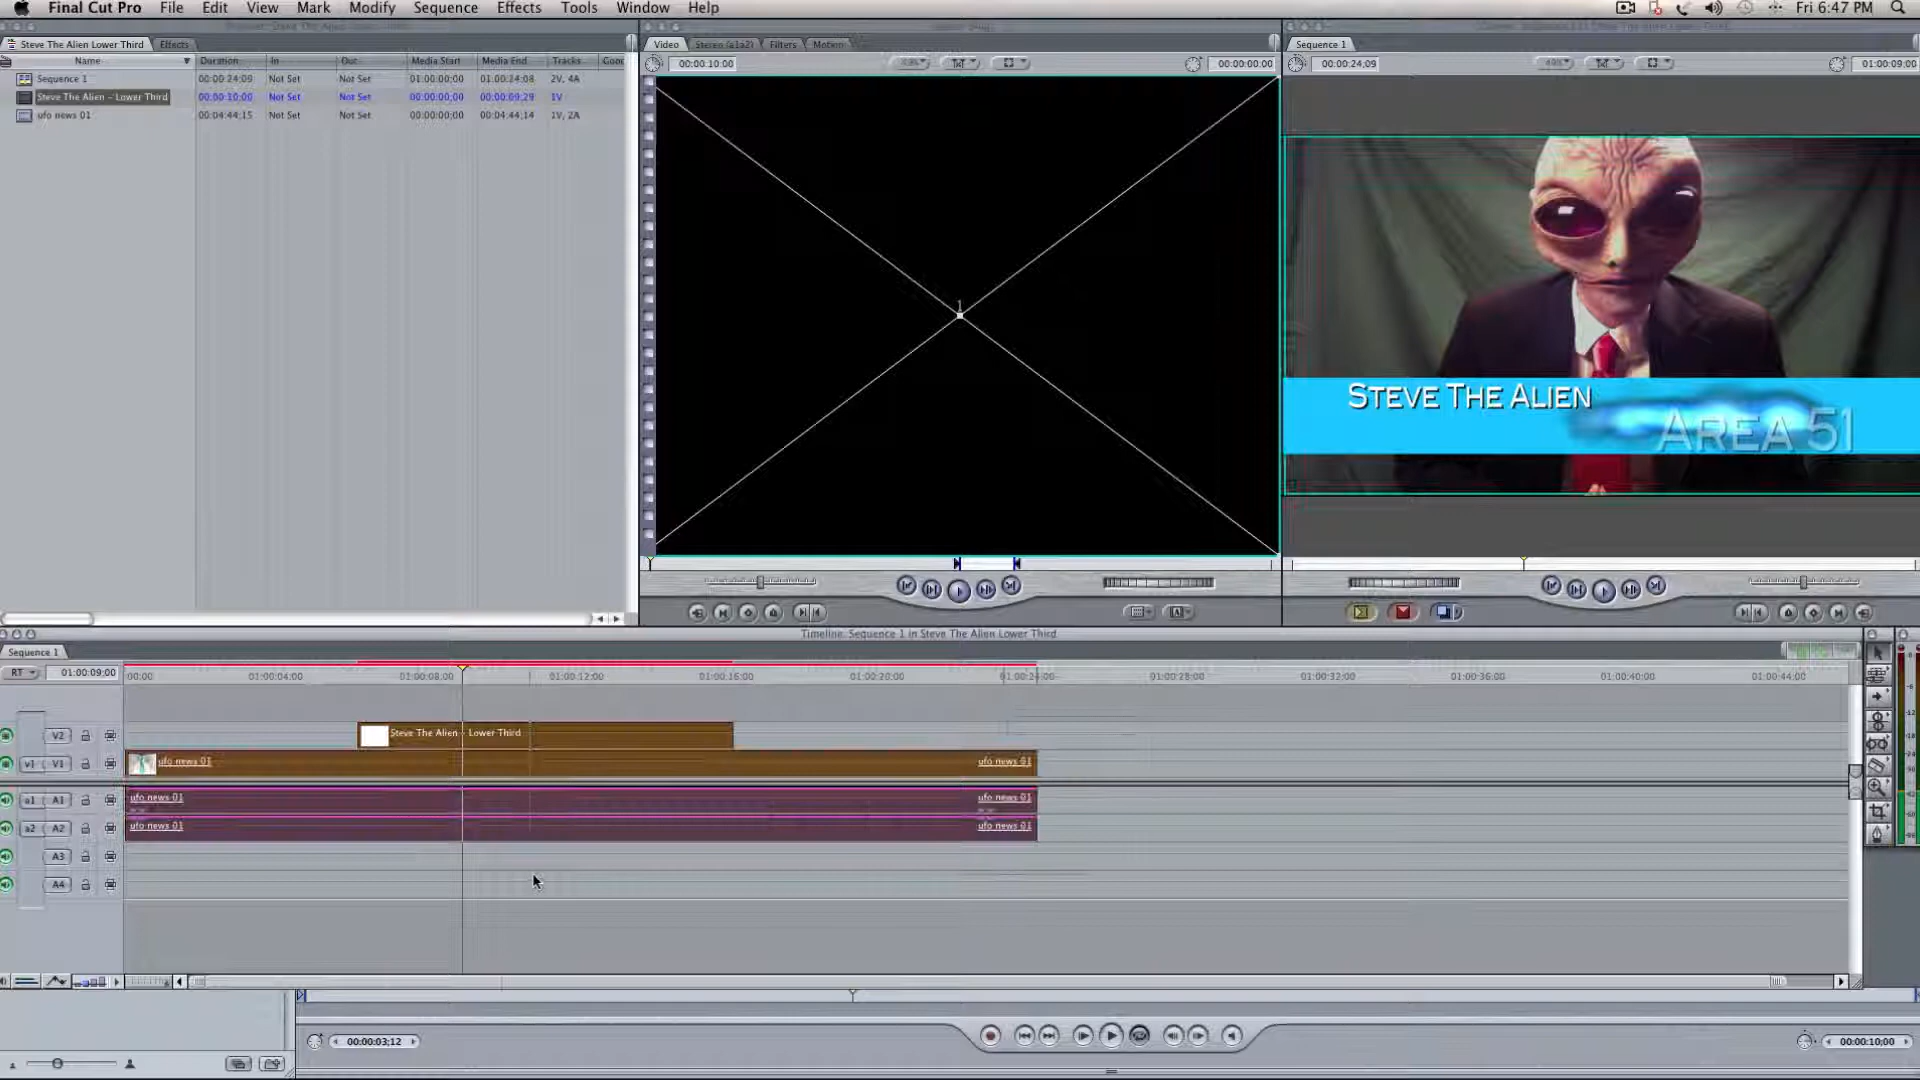 Final Cut Pro File Edit View Mark Modify Sequence Effects Tools Window Help Fri 6:47 PM
Steve The Alien Lower Third Effects
Name Duration In Out Media Start Media End Tracks
Sequence 1 00:00:24;09 Not Set Not Set 01:00:00;00 01:00:24;08 2V, 4A
Steve The Alien - Lower Third 00:00:10;00 Not Set Not Set 00:00:00;00 00:00:09;29 1V
ufo news 01 00:04:44;15 Not Set Not Set 00:00:00;00 00:04:44;14 1V, 2A
Video Stereo (a1a2) Filters Motion
00:00:10;00 00:00:00;00
1
Sequence 1
00:00:24;09 01:00:09;00
STEVE THE ALIEN
AREA 51
Timeline: Sequence 1 in Steve The Alien Lower Third
Sequence 1
RT 01:00:09;00 00:00 01:00:04;00 01:00:08;00 01:00:12;00 01:00:16;00 01:00:20;00 01:00:24;00 01:00:28;00 01:00:32;00 01:00:36;00 01:00:40;00 01:00:44;00
V2 Steve The Alien - Lower Third
v1 V1 ufo news 01 ufo news 01
a1 A1 ufo news 01 ufo news 01
a2 A2 ufo news 01 ufo news 01
A3
A4
00:00:03;12 00:00:10;00